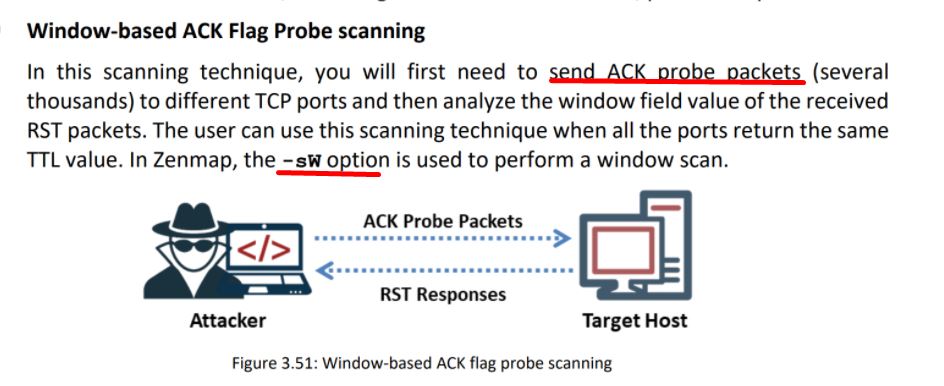 Window-based ACK Flag Probe scanning
In this scanning technique, you will first need to send ACK probe packets (several
thousands) to different TCP ports and then analyze the window field value of the received
RST packets. The user can use this scanning technique when all the ports return the same
TTL value. In Zenmap, the -sW option is used to perform a window scan.
ACK Probe Packets
</>
RST Responses
Attacker
Target Host
Figure 3.51: Window-based ACK flag probe scanning